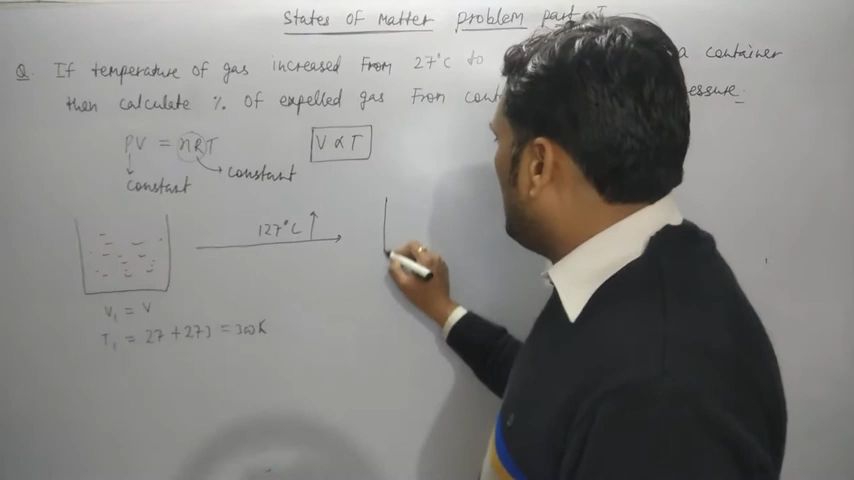 States of Matter problem part I
Q. If temperature of gas increased from 27°C to a container
then calculate % of expelled gas from essure.
PV = nRT
V ∝ T
constant
constant
127°C
V₁ = V
T₁ = 27 + 273 = 300K